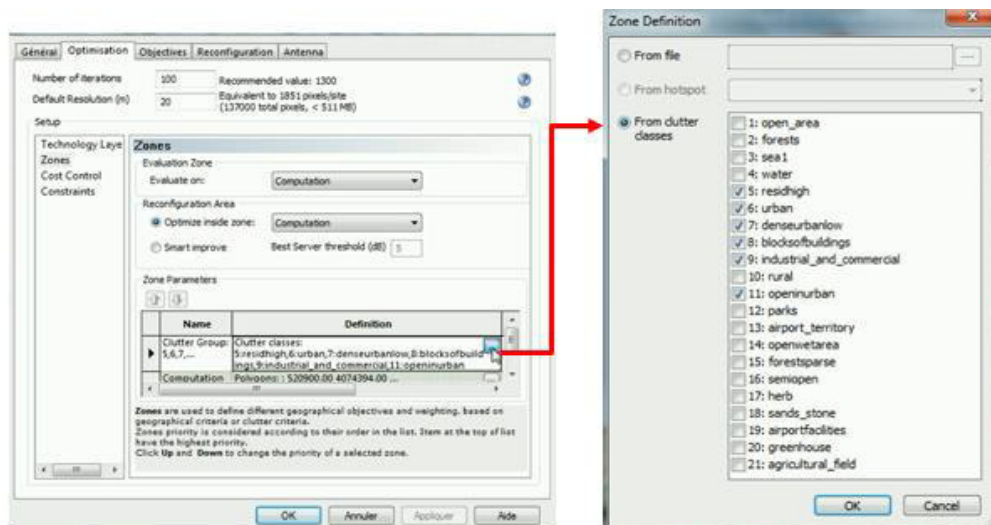 Général Optimisation Objectives Reconfiguration Antenna
Number of iterations 100 Recommended value: 1300
Default Resolution (m) 20 Equivalent to 1851 pixels/site
(137000 total pixels, < 511 MB)
Setup
Technology Laye
Zones
Cost Control
Constraints
Zones
Evaluation Zone
Evaluate on: Computation
Reconfiguration Area
Optimize inside zone: Computation
Smart improve Best Server threshold (dB) 5
Zone Parameters
Name Definition
Clutter Group: 5,6,7,... Clutter classes:
5:residhigh,6:urban,7:denseurbanlow,8:blocksofbuild
ings,9:industrial_and_commercial,11:openinurban
Computation Polygons: : 520900.00 4074394.00 ...
Zones are used to define different geographical objectives and weighting, based on
geographical criteria or clutter criteria.
Zones priority is considered according to their order in the list. Item at the top of list
have the highest priority.
Click Up and Down to change the priority of a selected zone.
OK Annuler Appliquer Aide
Zone Definition
From file
From hotspot
From clutter
classes
1: open_area
2: forests
3: sea1
4: water
5: residhigh
6: urban
7: denseurbanlow
8: blocksofbuildings
9: industrial_and_commercial
10: rural
11: openinurban
12: parks
13: airport_territory
14: openwetarea
15: forestsparse
16: semiopen
17: herb
18: sands_stone
19: airportfacilities
20: greenhouse
21: agricultural_field
OK Cancel